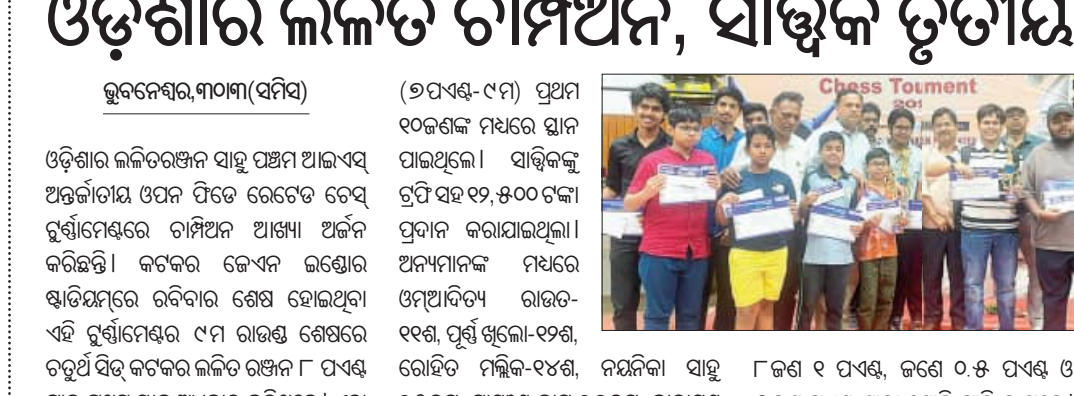 ଓଡ଼ିଶାର ଲଳିତ ଚାମ୍ପିଅନ, ସାତ୍ତ୍ୱିକ ତୃତୀୟ
ଭୁବନେଶ୍ୱର,୩୦।୩(ସମିସ)
ଓଡ଼ିଶାର ଲଳିତରଞ୍ଜନ ସାହୁ ପଞ୍ଚମ ଆଇଏସ୍
ଅନ୍ତର୍ଜାତୀୟ ଓପନ ଫିଡେ ରେଟେଡ ଚେସ୍
ଟୁର୍ଣ୍ଣାମେଣ୍ଟରେ ଚାମ୍ପିଅନ ଆଖ୍ୟା ଅର୍ଜନ
କରିଛନ୍ତି। କଟକର ଜେଏନ ଇଣ୍ଡୋର
ଷ୍ଟାଡିୟମ୍‌ରେ ରବିବାର ଶେଷ ହୋଇଥିବା
ଏହି ଟୁର୍ଣ୍ଣାମେଣ୍ଟର ୯ମ ରାଉଣ୍ଡ ଶେଷରେ
ଚତୁର୍ଥ ସିଡ୍ କଟକର ଲଳିତ ରଞ୍ଜନ ୮ ପଏଣ୍ଟ
(୭ପଏଣ୍ଟ-୯ମ) ପ୍ରଥମ
୧୦ଜଣଙ୍କ ମଧ୍ୟରେ ସ୍ଥାନ
ପାଇଥିଲେ। ସାତ୍ତ୍ୱିକଙ୍କୁ
ଟ୍ରଫି ସହ ୧୨,୫୦୦ ଟଙ୍କା
ପ୍ରଦାନ କରାଯାଇଥିଲା।
ଅନ୍ୟମାନଙ୍କ ମଧ୍ୟରେ
ଓମ୍‌ଆଦିତ୍ୟ ରାଉତ-
୧୧ଶ, ପୂର୍ଣ୍ଣ ଖିଲୋ-୧୨ଶ,
ରୋହିତ ମଲ୍ଲିକ-୧୪ଶ,
Chess Tournament
201
ନୟନିକା ସାହୁ
୮ଜଣ ୧ ପଏଣ୍ଟ, ଜଣେ ୦.୫ ପଏଣ୍ଟ ଓ